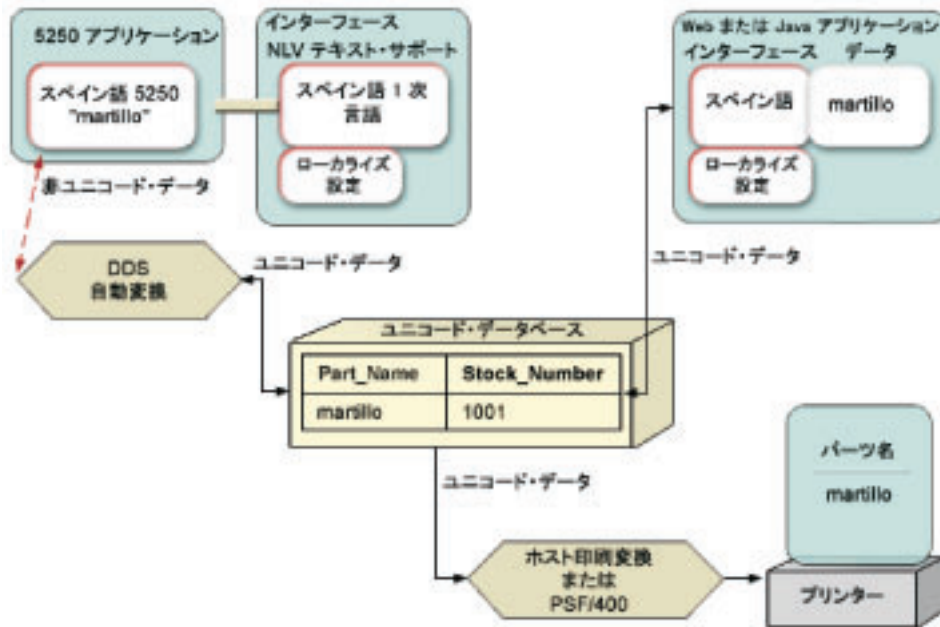 5250 アプリケーション
スペイン語 5250
"martillo"
インターフェース
NLV テキスト・サポート
スペイン語 1 次
言語
ローカライズ
設定
Web または Java アプリケーション
インターフェース データ
スペイン語
martillo
ローカライズ
設定
非ユニコード・データ
DDS
自動変換
ユニコード・データ
ユニコード・データ
ユニコード・データベース
Part_Name Stock_Number
martillo 1001
ユニコード・データ
ホスト印刷変換
または
PSF/400
パーツ名
martillo
プリンター